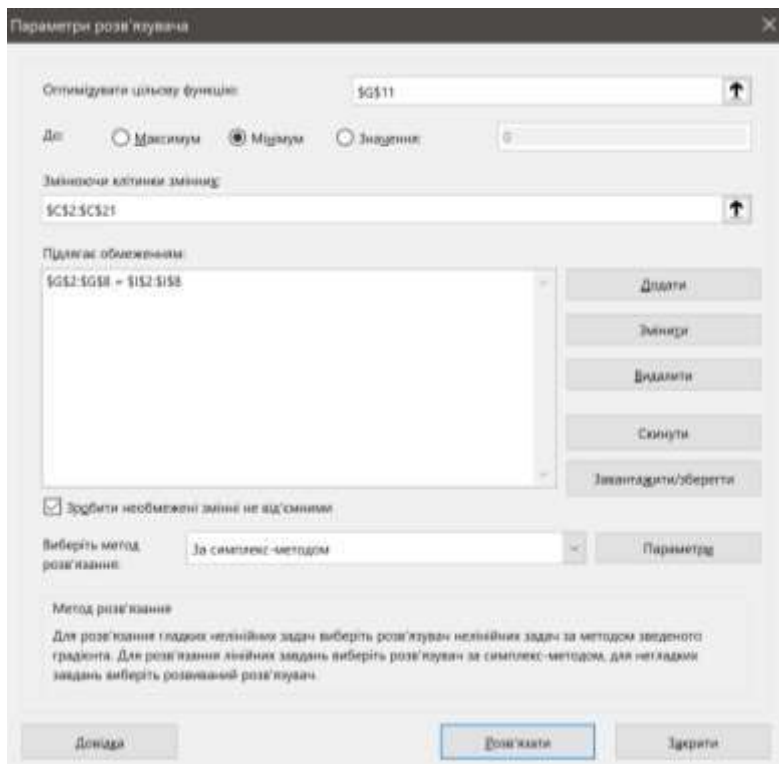 Параметри розв'язувача
Оптимізувати цільову функцію:
$G$11
До:
Максимум
Мінімум
Значення:
0
Змінюючи клітинки змінних:
$C$2:$C$21
Підлягає обмеженням:
$G$2:$G$8 = $I$2:$I$8
Додати
Змінити
Видалити
Скинути
Завантажити/зберегти
Зробити необмежені змінні не від'ємними
Виберіть метод
розв'язання:
За симплекс-методом
Параметри
Метод розв'язання
Для розв'язання гладких нелінійних задач виберіть розв'язувач нелінійних задач за методом зведеного
градієнта. Для розв'язання лінійних завдань виберіть розв'язувач за симплекс-методом, для негладких
завдань виберіть розвиваний розв'язувач.
Довідка
Розв'язати
Закрити